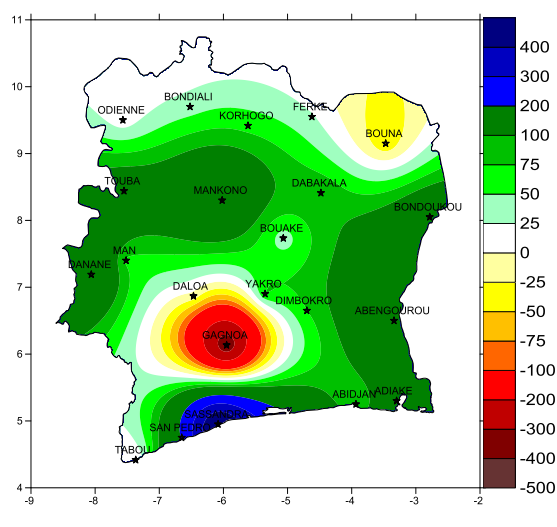 11
10
9
8
7
6
5
4
ODIENNE
BONDIALI
KORHOGO
FERKE
BOUNA
TOUBA
MANKONO
DABAKALA
BONDOUKOU
BOUAKE
MAN
DANANE
DALOA
YAKRO
DIMBOKRO
ABENGOUROU
GAGNOA
SASSANDRA
SAN PEDRO
ABIDJAN
ADIAKE
TABOU
-9 -8 -7 -6 -5 -4 -3 -2
400
300
200
100
75
50
25
0
-25
-50
-75
-100
-200
-300
-400
-500